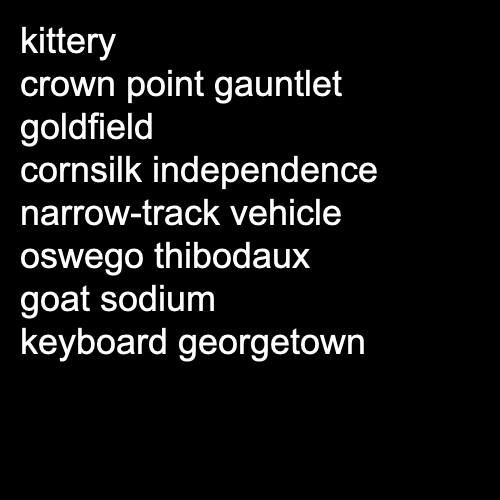 kittery
crown point gauntlet
goldfield
cornsilk independence
narrow-track vehicle
oswego thibodaux
goat sodium
keyboard georgetown